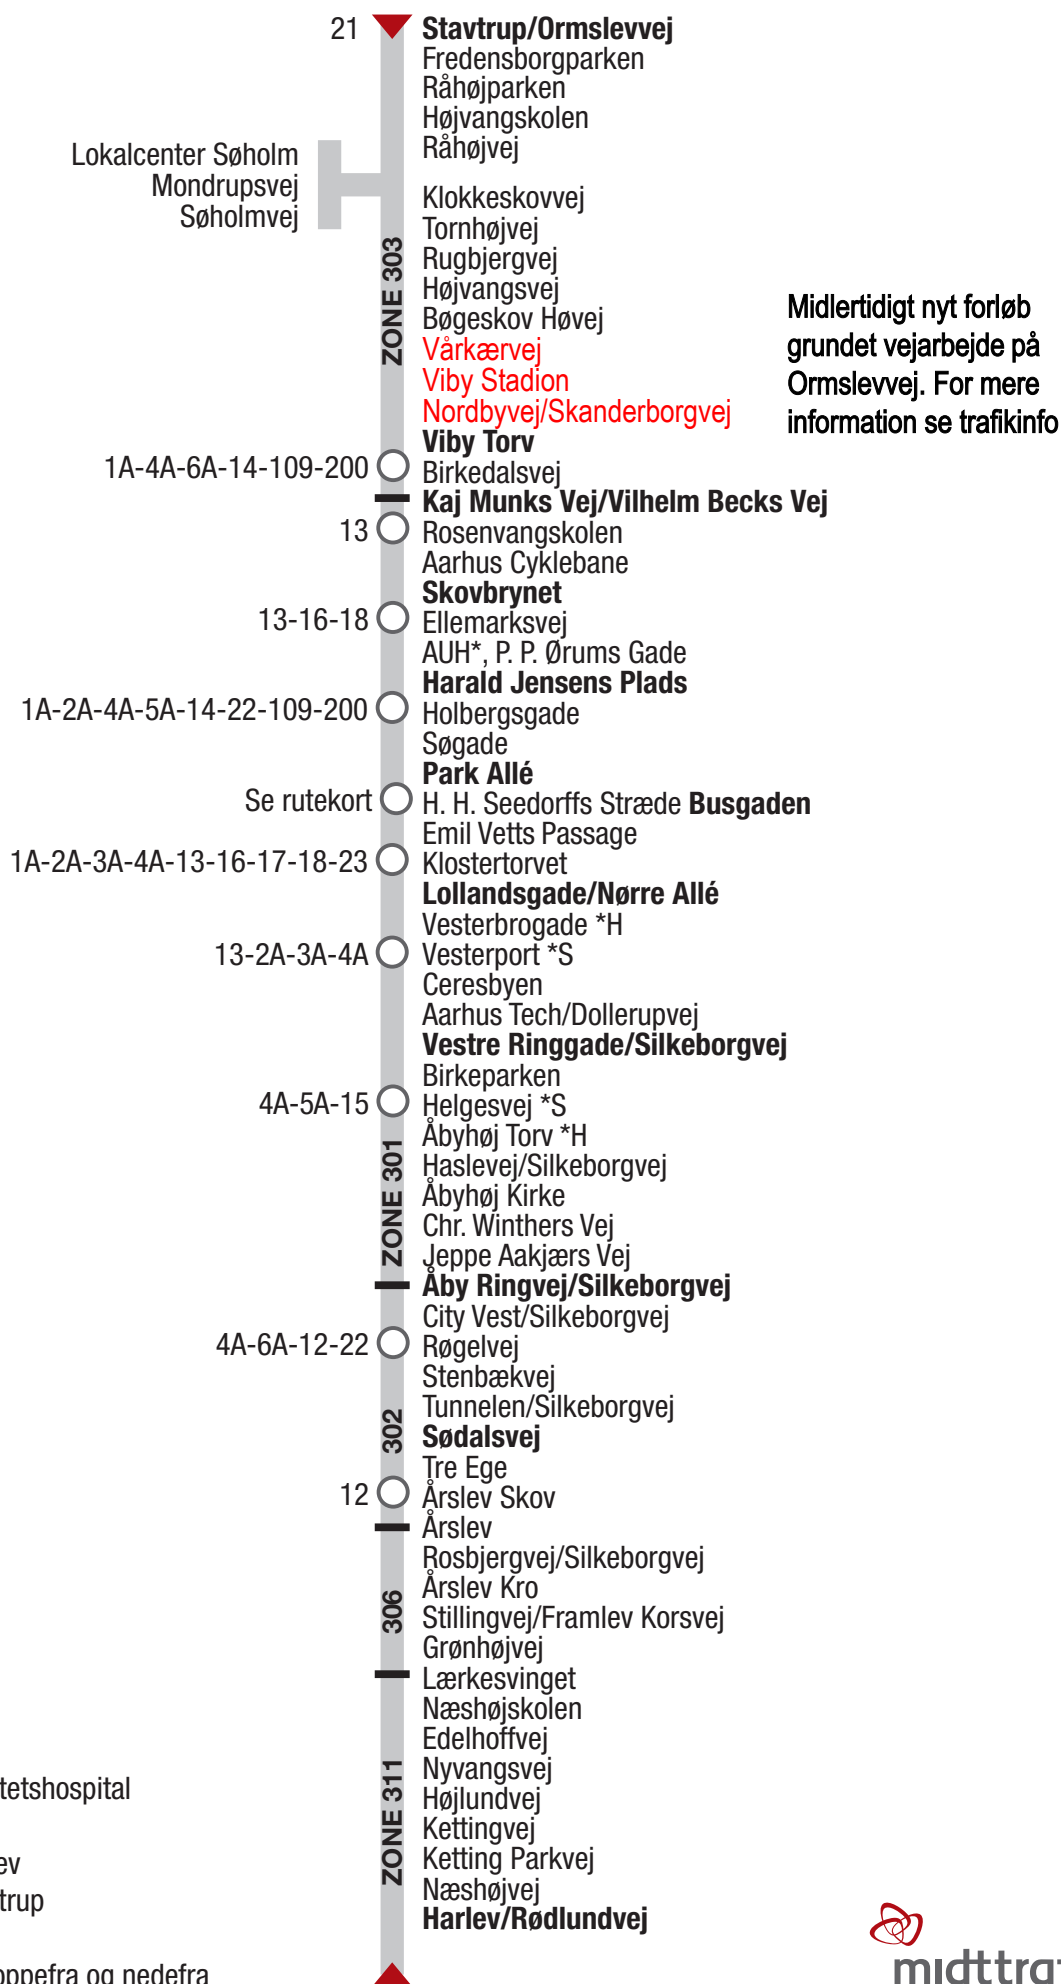 21
Stavtrup/Ormslevvej
Fredensborgparken
Råhøjparken
Højvangskolen
Råhøjvej
Lokalcenter Søholm
Mondrupsvej
Søholmvej
Klokkeskovvej
Tornhøjvej
Rugbjergvej
Højvangsvej
Bøgeskov Høvej
Vårkærvej
Viby Stadion
Nordbyvej/Skanderborgvej
ZONE 303
Midlertidigt nyt forløb
grundet vejarbejde på
Ormslevvej. For mere
information se trafikinfo
Viby Torv
1A-4A-6A-14-109-200
Birkedalsvej
Kaj Munks Vej/Vilhelm Becks Vej
13
Rosenvangskolen
Aarhus Cyklebane
Skovbrynet
13-16-18
Ellemarksvej
AUH*, P. P. Ørums Gade
Harald Jensens Plads
1A-2A-4A-5A-14-22-109-200
Holbergsgade
Søgade
Park Allé
Se rutekort
H. H. Seedorffs Stræde Busgaden
Emil Vetts Passage
1A-2A-3A-4A-13-16-17-18-23
Klostertorvet
Lollandsgade/Nørre Allé
Vesterbrogade *H
13-2A-3A-4A
Vesterport *S
Ceresbyen
Aarhus Tech/Dollerupvej
Vestre Ringgade/Silkeborgvej
Birkeparken
4A-5A-15
Helgesvej *S
Åbyhøj Torv *H
Haslevej/Silkeborgvej
Åbyhøj Kirke
Chr. Winthers Vej
Jeppe Aakjærs Vej
ZONE 301
Åby Ringvej/Silkeborgvej
City Vest/Silkeborgvej
4A-6A-12-22
Røgelvej
Stenbækvej
Tunnelen/Silkeborgvej
302
Sødalsvej
Tre Ege
12
Årslev Skov
Årslev
Rosbjergvej/Silkeborgvej
Årslev Kro
306
Stillingvej/Framlev Korsvej
Grønhøjvej
Lærkesvinget
Næshøjskolen
Edelhoffvej
Nyvangsvej
Højlundvej
Kettingvej
Ketting Parkvej
Næshøjvej
Harlev/Rødlundvej
ZONE 311
tetshospital
ev
trup
oppefra og nedefra
midttra